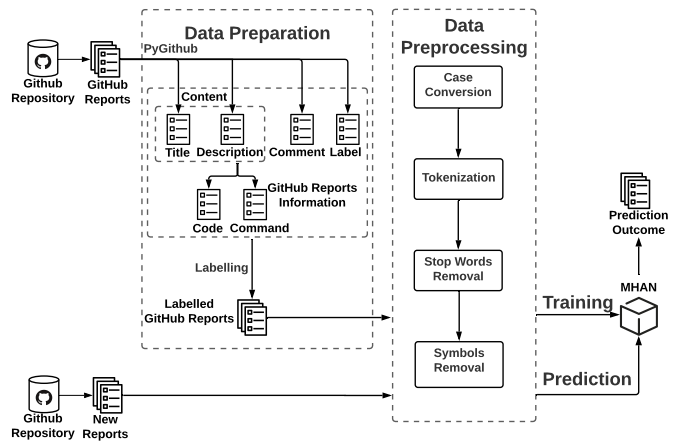 Data Preparation
PyGithub
Github
Repository
GitHub
Reports
Content
Title
Description
Comment
Label
GitHub Reports
Information
Code
Command
Labelling
Labelled
GitHub Reports
Data
Preprocessing
Case
Conversion
Tokenization
Stop Words
Removal
Symbols
Removal
Prediction
Outcome
MHAN
Training
Prediction
Github
Repository
New
Reports